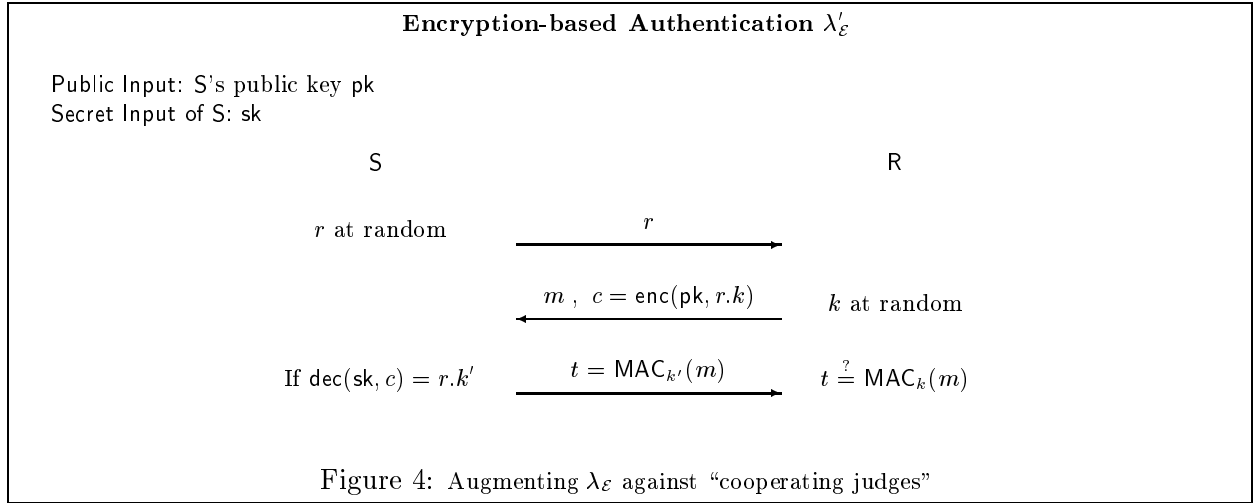 Encryption-based Authentication λ′_ℰ
Public Input: S's public key pk
Secret Input of S: sk
S R
r at random r
m , c = enc(pk, r.k) k at random
If dec(sk, c) = r.k′ t = MAC_k′(m) t ≟ MAC_k(m)
Figure 4: Augmenting λ_ℰ against “cooperating judges”